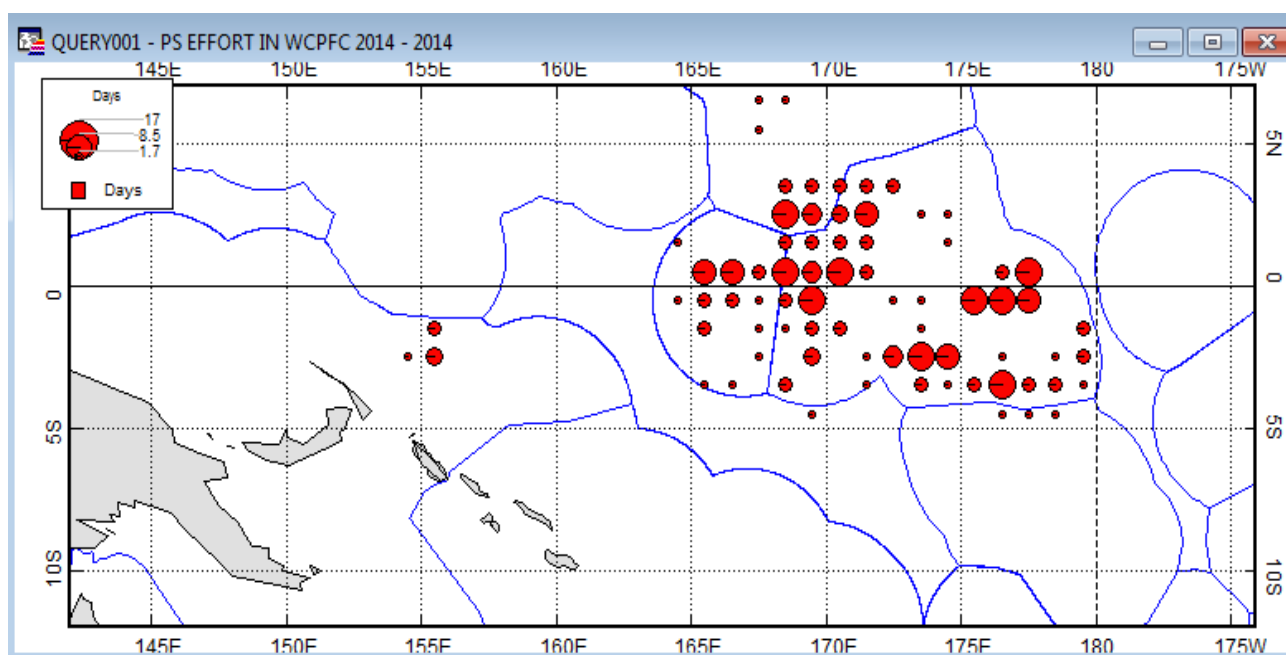 QUERY001 - PS EFFORT IN WCPFC 2014 - 2014
145E 150E 155E 160E 165E 170E 175E 180 175W
Days
17
8.5
1.7
Days
5N
0 0
5S 5S
10S 10S
145E 150E 155E 160E 165E 170E 175E 180 175W